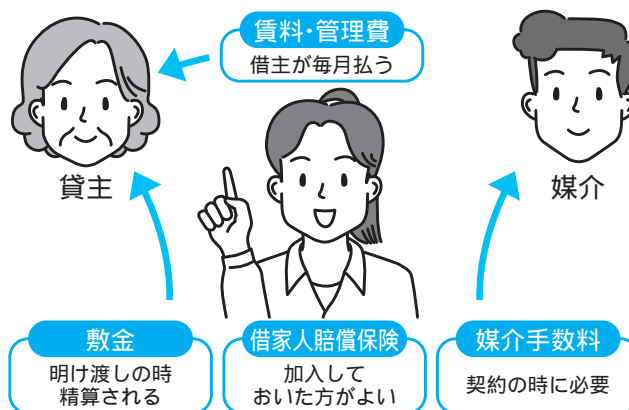 賃料・管理費
借主が毎月払う
貸主
媒介
敷金
明け渡しの時
精算される
借家人賠償保険
加入して
おいた方がよい
媒介手数料
契約の時に必要